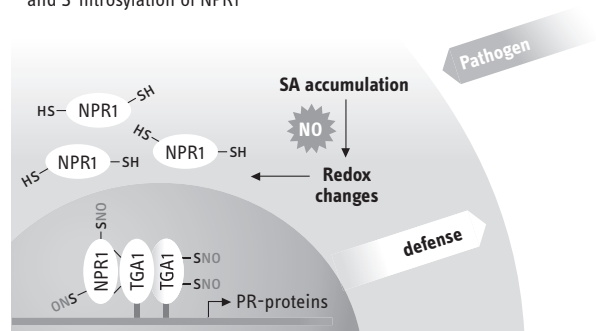 and S-nitrosylation of NPR1
Pathogen
SA accumulation
NO
Redox
changes
HS- NPR1 -SH
HS- NPR1 -SH
HS- NPR1 -SH
defense
SNO
NPR1
ONS
TGA1
TGA1
-SNO
-SNO
PR-proteins